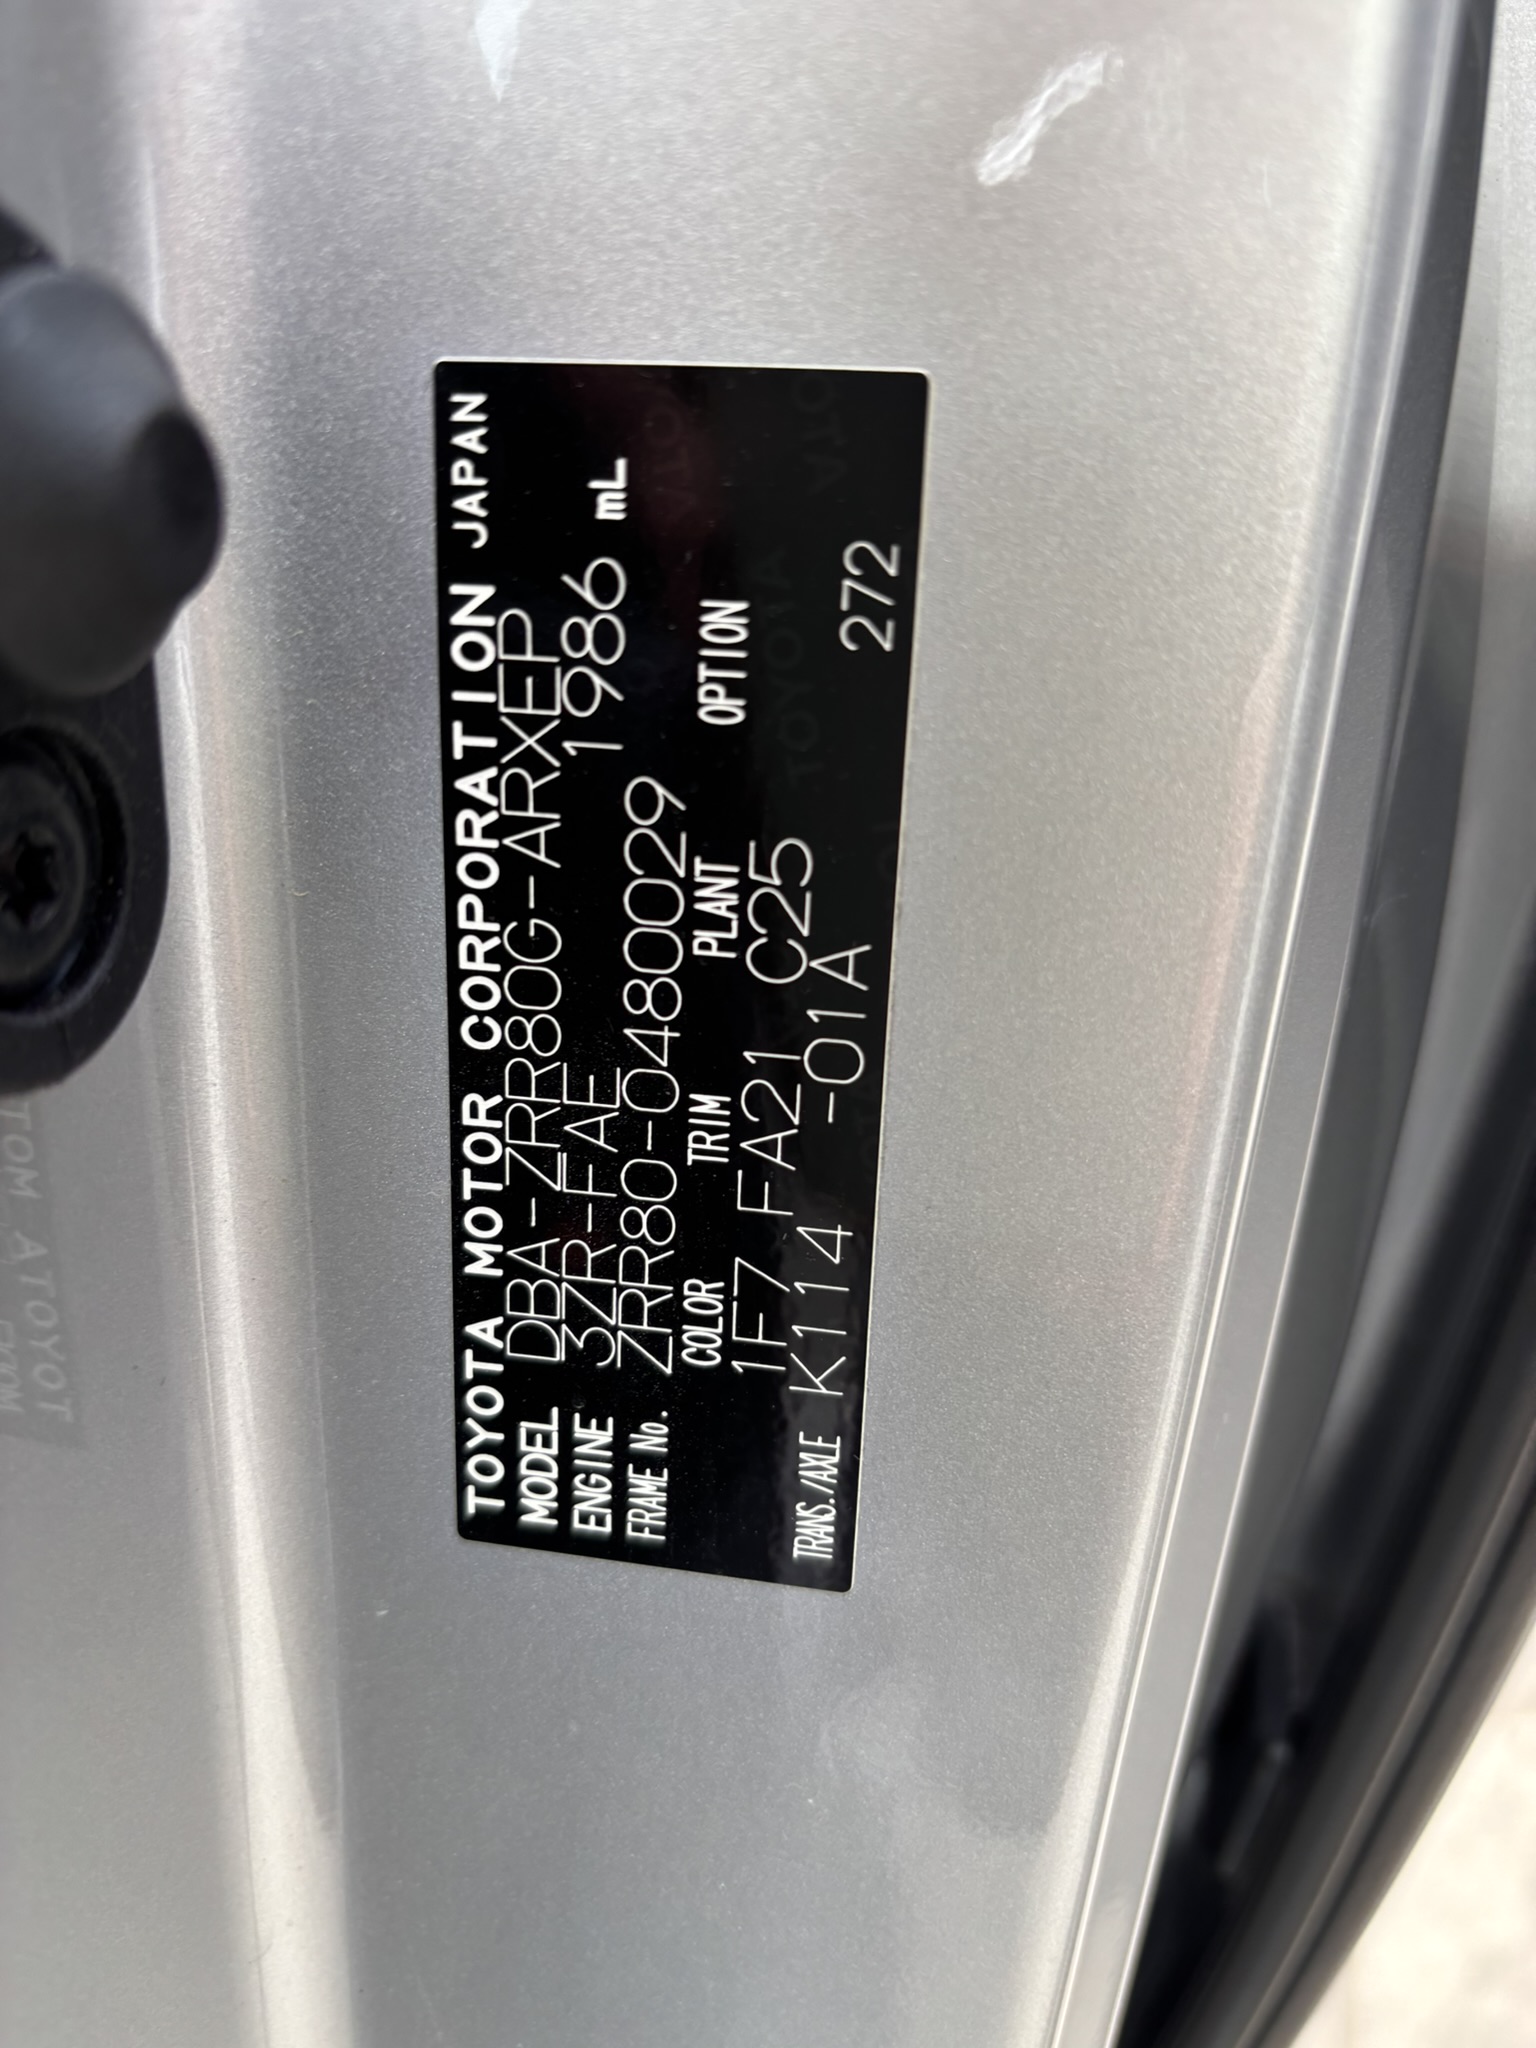 TOYOTA MOTOR CORPORATION JAPAN
MODEL DBA-ZRR80G-ARXEP
ENGINE 3ZR-FAE 1986 mL
FRAME No. ZRR80-0480029
COLOR TRIM PLANT OPTION
1F7 FA21 C25
TRANS./AXLE K114 -01A 272